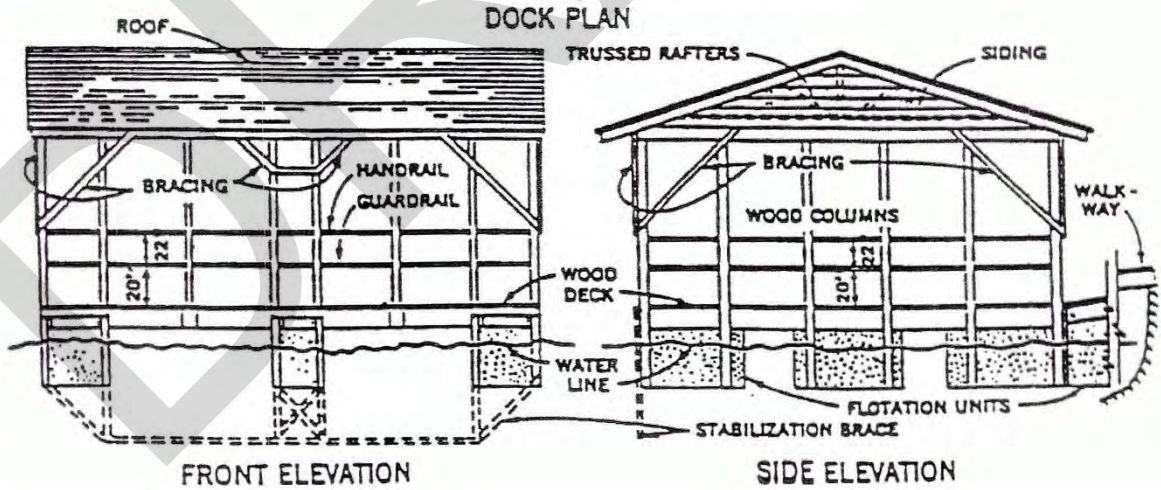 DOCK PLAN
ROOF
TRUSSED RAFTERS
SIDING
BRACING
HANDRAIL
GUARDRAIL
BRACING
WALK-
WAY
WOOD COLUMNS
22
20"
22
20"
WOOD
DECK
WATER
LINE
FLOTATION UNITS
STABILIZATION BRACE
FRONT ELEVATION
SIDE ELEVATION